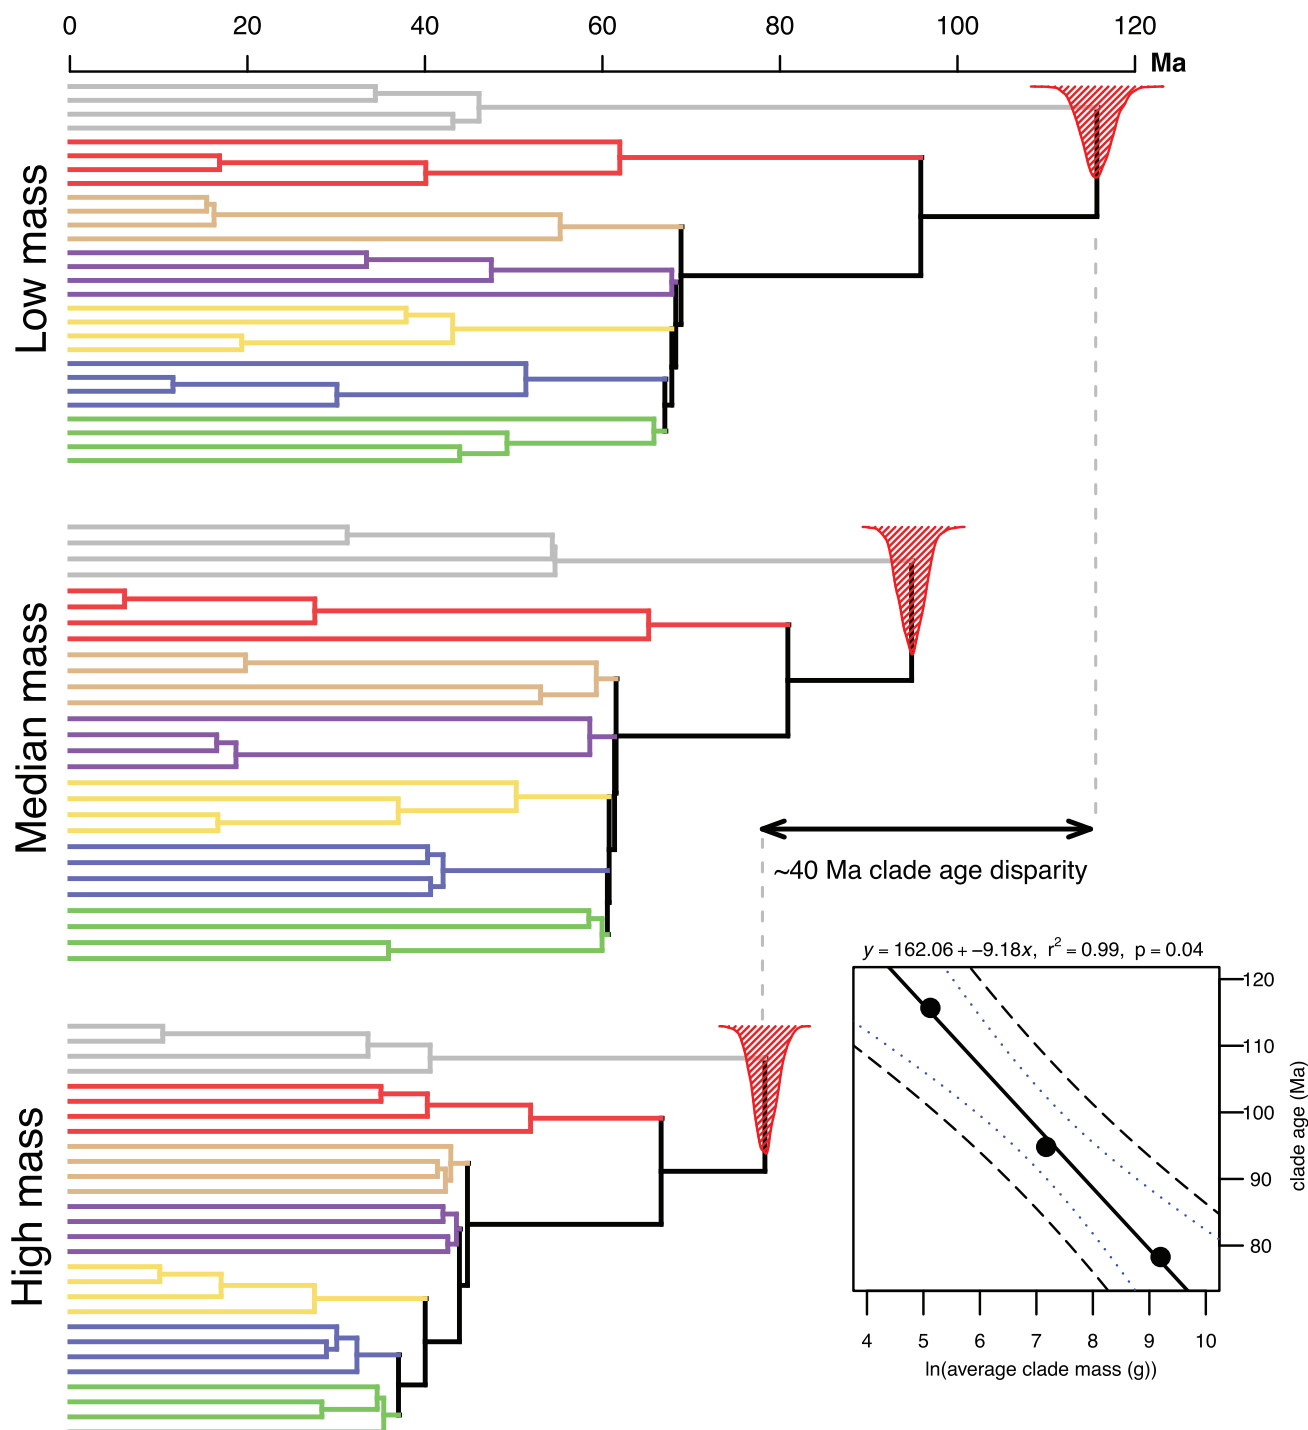 0 20 40 60 80 100 120
Ma
Low mass
Median mass
~40 Ma clade age disparity
y = 162.06 + −9.18x, r² = 0.99, p = 0.04
120
110
100
90
80
clade age (Ma)
4 5 6 7 8 9 10
ln(average clade mass (g))
High mass